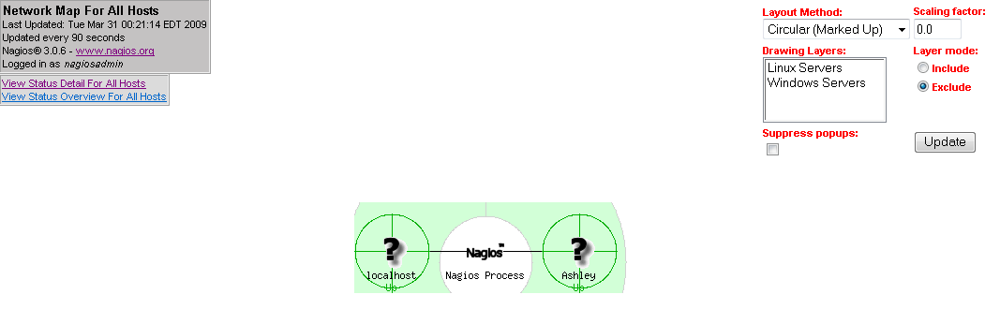 Network Map For All Hosts
Last Updated: Tue Mar 31 00:21:14 EDT 2009
Updated every 90 seconds
Nagios® 3.0.6 - www.nagios.org
Logged in as nagiosadmin
View Status Detail For All Hosts
View Status Overview For All Hosts
Layout Method:
Circular (Marked Up)
Scaling factor:
0.0
Drawing Layers:
Linux Servers
Windows Servers
Layer mode:
Include
Exclude
Suppress popups:
Update
? Nagios ?
localhost Nagios Process Ashley
Up Up